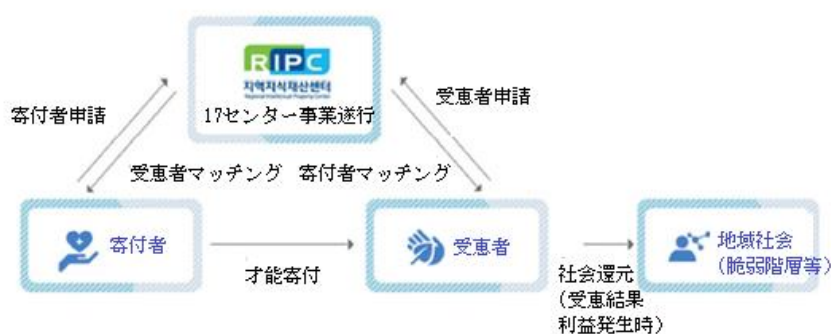 RIPC
지역지식재산센터
Regional Intellectual Property Center
17センター事業遂行
寄付者申請
受恵者申請
受恵者マッチング
寄付者マッチング
寄付者
才能寄付
受恵者
社会還元
(受恵結果
利益発生時)
地域社会
(脆弱階層等)